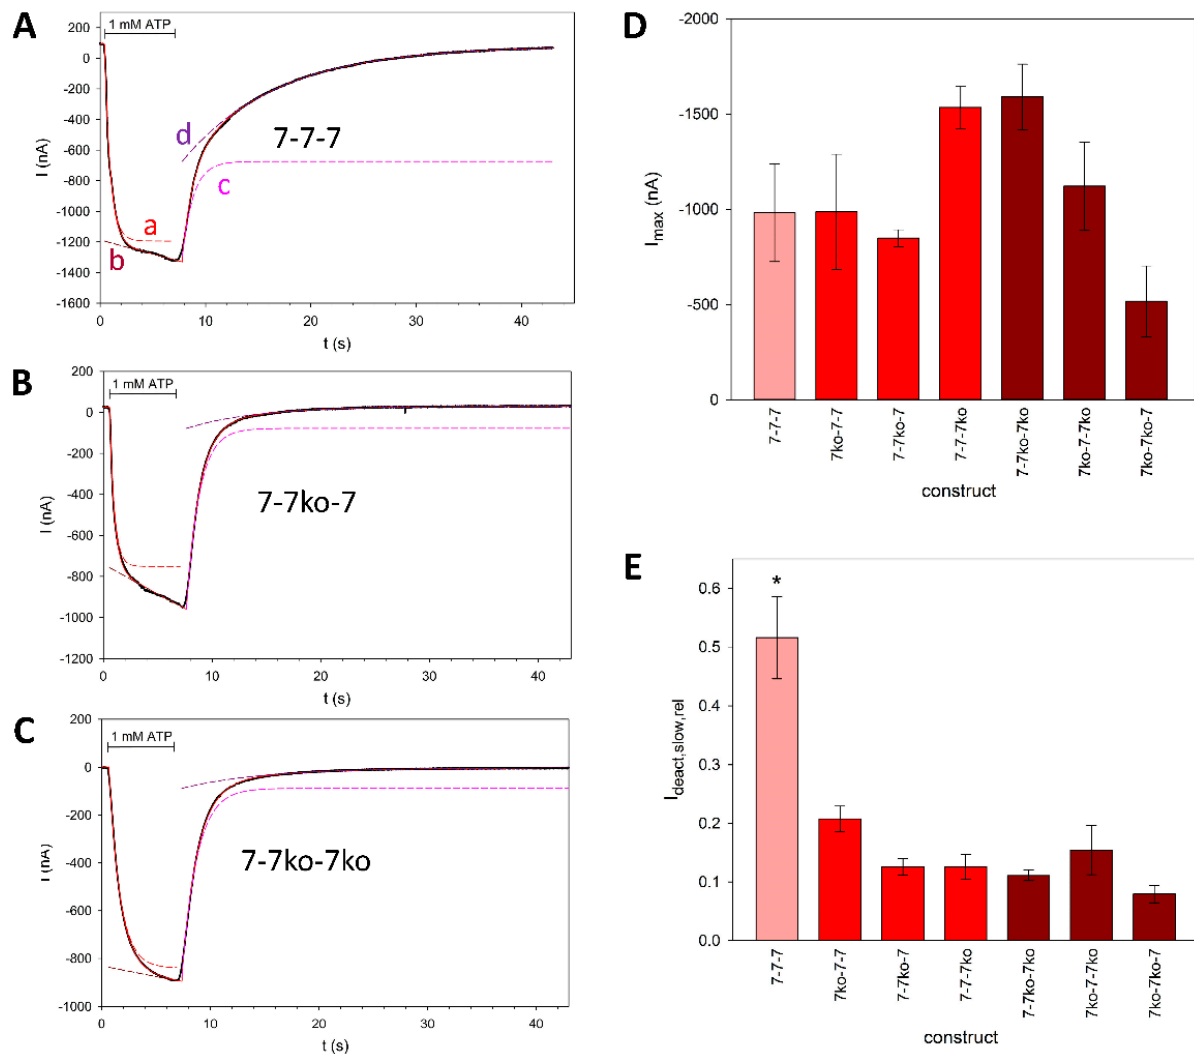 A
1 mM ATP
200
0
-200
-400
-600
-800
-1000
-1200
-1400
-1600
I (nA)
d
7-7-7
c
a
b
0
10
20
30
40
t (s)
B
1 mM ATP
200
0
-200
-400
-600
-800
-1000
-1200
I (nA)
7-7ko-7
0
10
20
30
40
t (s)
C
1 mM ATP
200
0
-200
-400
-600
-800
-1000
I (nA)
7-7ko-7ko
0
10
20
30
40
t (s)
D
-2000
-1500
-1000
-500
0
Imax (nA)
7-7-7
7ko-7-7
7-7ko-7
7-7-7ko
7-7ko-7ko
7ko-7-7ko
7ko-7ko-7
construct
E
0.6
0.5
0.4
0.3
0.2
0.1
0.0
Ideact,slow,rel
*
7-7-7
7ko-7-7
7-7ko-7
7-7-7ko
7-7ko-7ko
7ko-7-7ko
7ko-7ko-7
construct